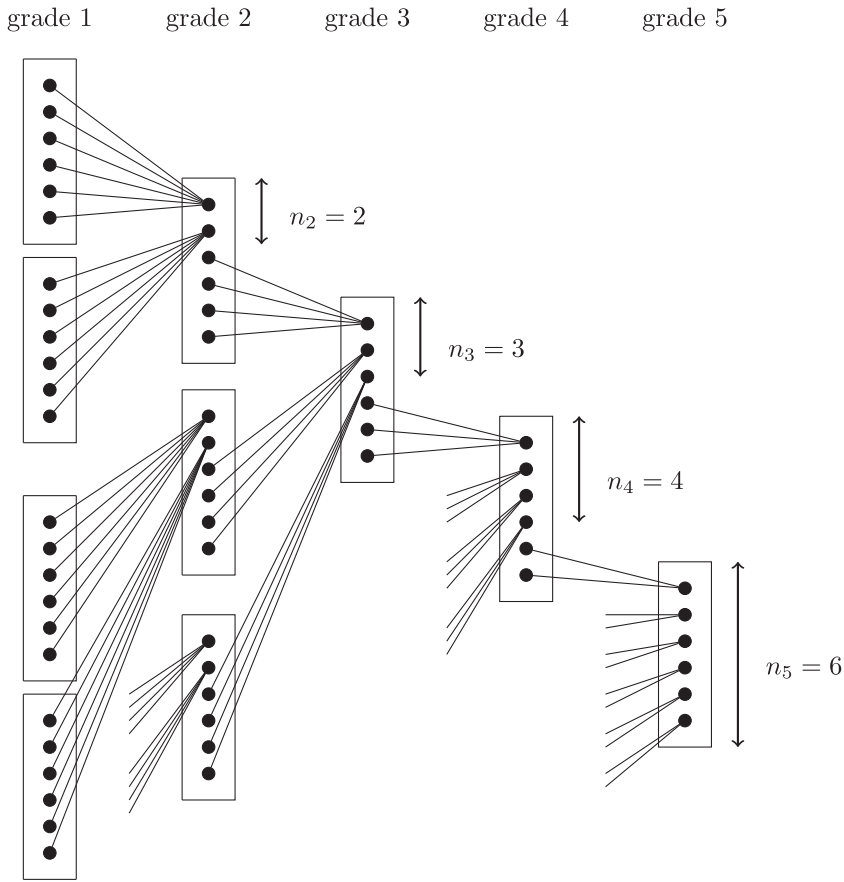 grade 1 grade 2 grade 3 grade 4 grade 5
n₂ = 2
n₃ = 3
n₄ = 4
n₅ = 6